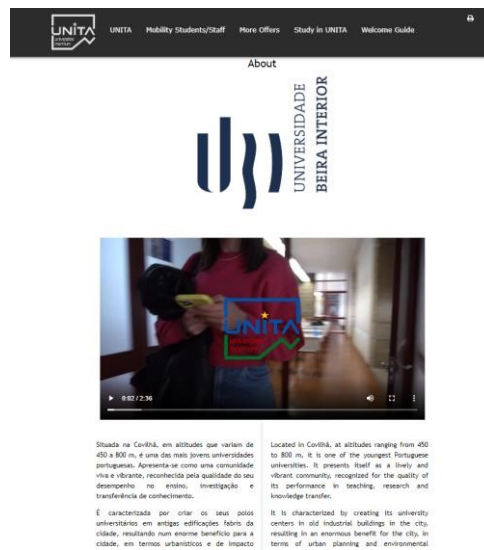 UNITA
UNITA Mobility Students/Staff More Offers Study in UNITA Welcome Guide
About
UNIVERSIDADE
BEIRA INTERIOR
UNITA
0:02 / 2:36
Situada na Covilhã, em altitudes que variam de
450 a 800 m, é uma das mais jovens universidades
portuguesas. Apresenta-se como uma comunidade
viva e vibrante, reconhecida pela qualidade do seu
desempenho no ensino, investigação e
transferência de conhecimento.
É caracterizada por criar os seus polos
universitários em antigas edificações fabris da
cidade, resultando num enorme benefício para a
cidade, em termos urbanísticos e de impacto
Located in Covilhã, at altitudes ranging from 450
to 800 m, it is one of the youngest Portuguese
universities. It presents itself as a lively and
vibrant community, recognized for the quality of
its performance in teaching, research and
knowledge transfer.
It is characterized by creating its university
centers in old industrial buildings in the city,
resulting in an enormous benefit for the city, in
terms of urban planning and environmental